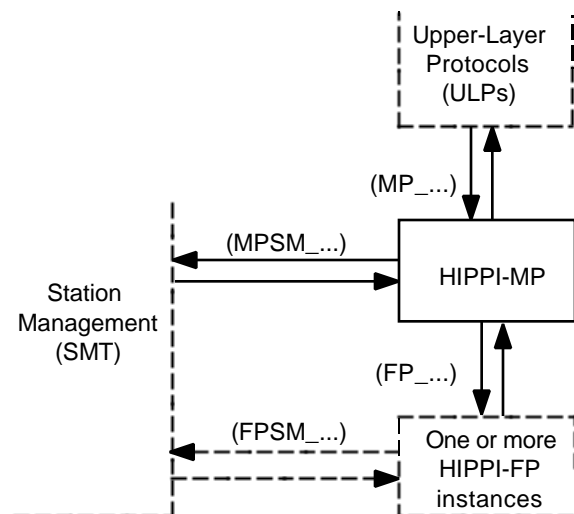 Upper-Layer
Protocols
(ULPs)
(MP_...)
(MPSM_...)
HIPPI-MP
Station
Management
(SMT)
(FP_...)
(FPSM_...)
One or more
HIPPI-FP
instances